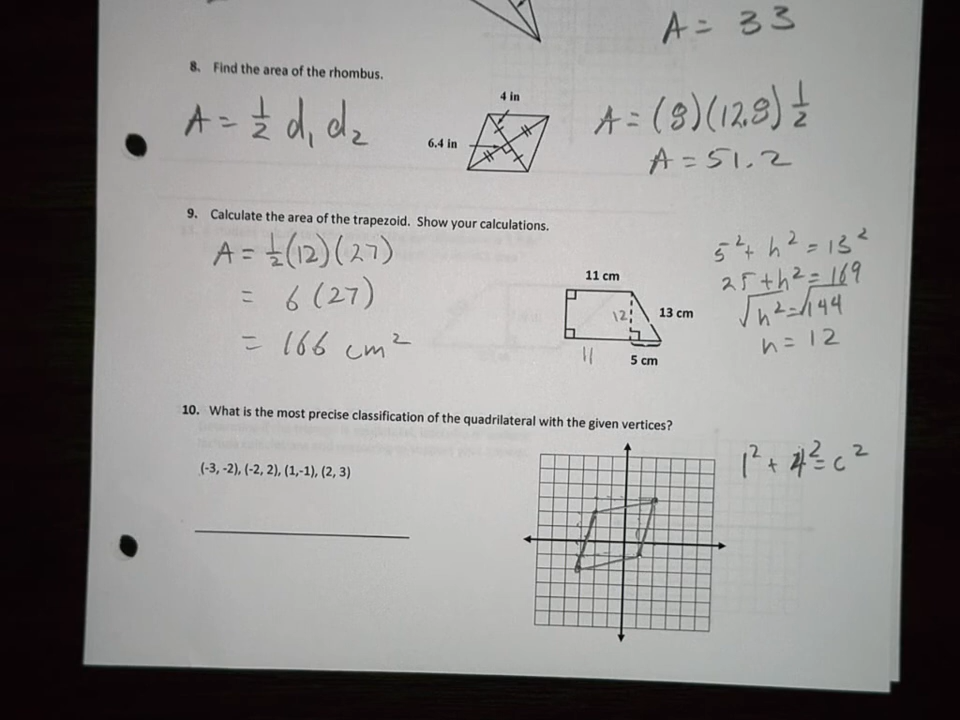 A = 33
8. Find the area of the rhombus.
A = 1/2 d₁ d₂
4 in
6.4 in
A = (8)(12.8) 1/2
A = 51.2
9. Calculate the area of the trapezoid. Show your calculations.
A = 1/2(12)(27)
= 6(27)
= 166 cm²
11 cm
12
13 cm
11
5 cm
5² + h² = 13²
25 + h² = 169
√h² = √144
h = 12
10. What is the most precise classification of the quadrilateral with the given vertices?
(-3, -2), (-2, 2), (1,-1), (2, 3)
1² + 4² = c²